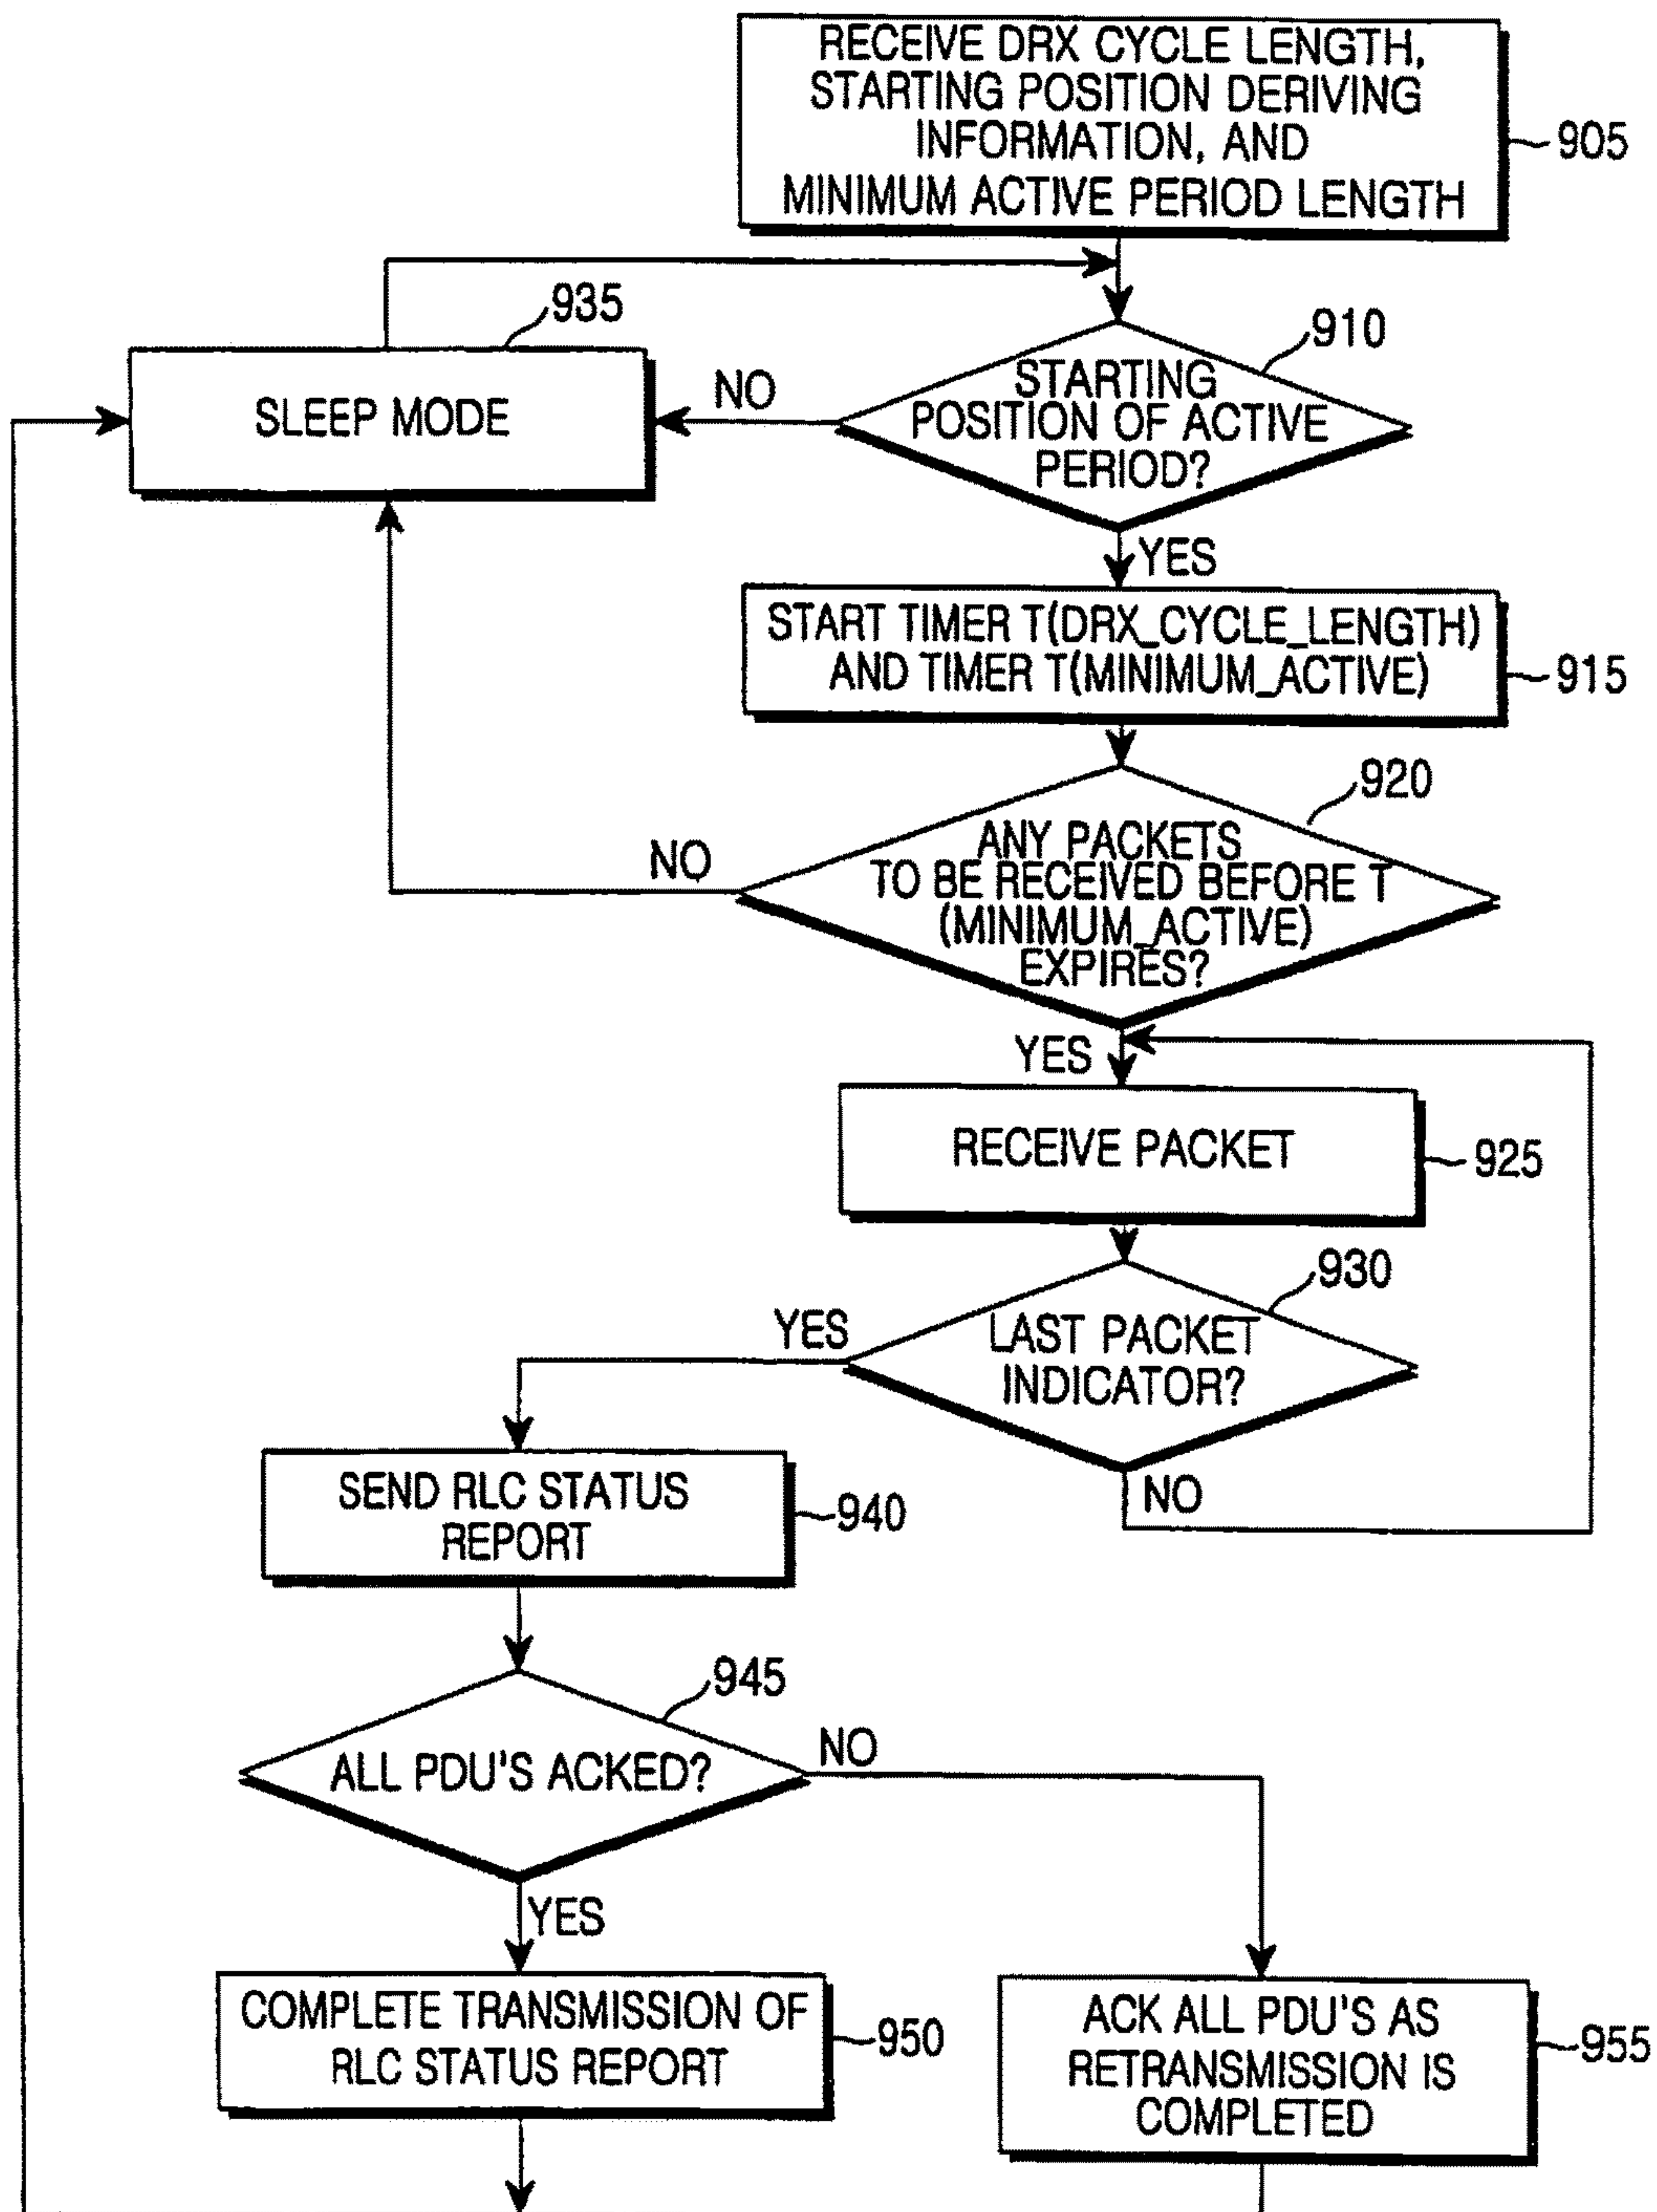 RECEIVE DRX CYCLE LENGTH,
STARTING POSITION DERIVING
INFORMATION, AND
MINIMUM ACTIVE PERIOD LENGTH
905
935
SLEEP MODE
NO
910
STARTING
POSITION OF ACTIVE
PERIOD?
YES
START TIMER T(DRX_CYCLE_LENGTH)
AND TIMER T(MINIMUM_ACTIVE)
915
920
NO
ANY PACKETS
TO BE RECEIVED BEFORE T
(MINIMUM_ACTIVE)
EXPIRES?
YES
RECEIVE PACKET
925
930
YES
LAST PACKET
INDICATOR?
NO
SEND RLC STATUS
REPORT
940
945
ALL PDU'S ACKED?
NO
YES
COMPLETE TRANSMISSION OF
RLC STATUS REPORT
950
ACK ALL PDU'S AS
RETRANSMISSION IS
COMPLETED
955